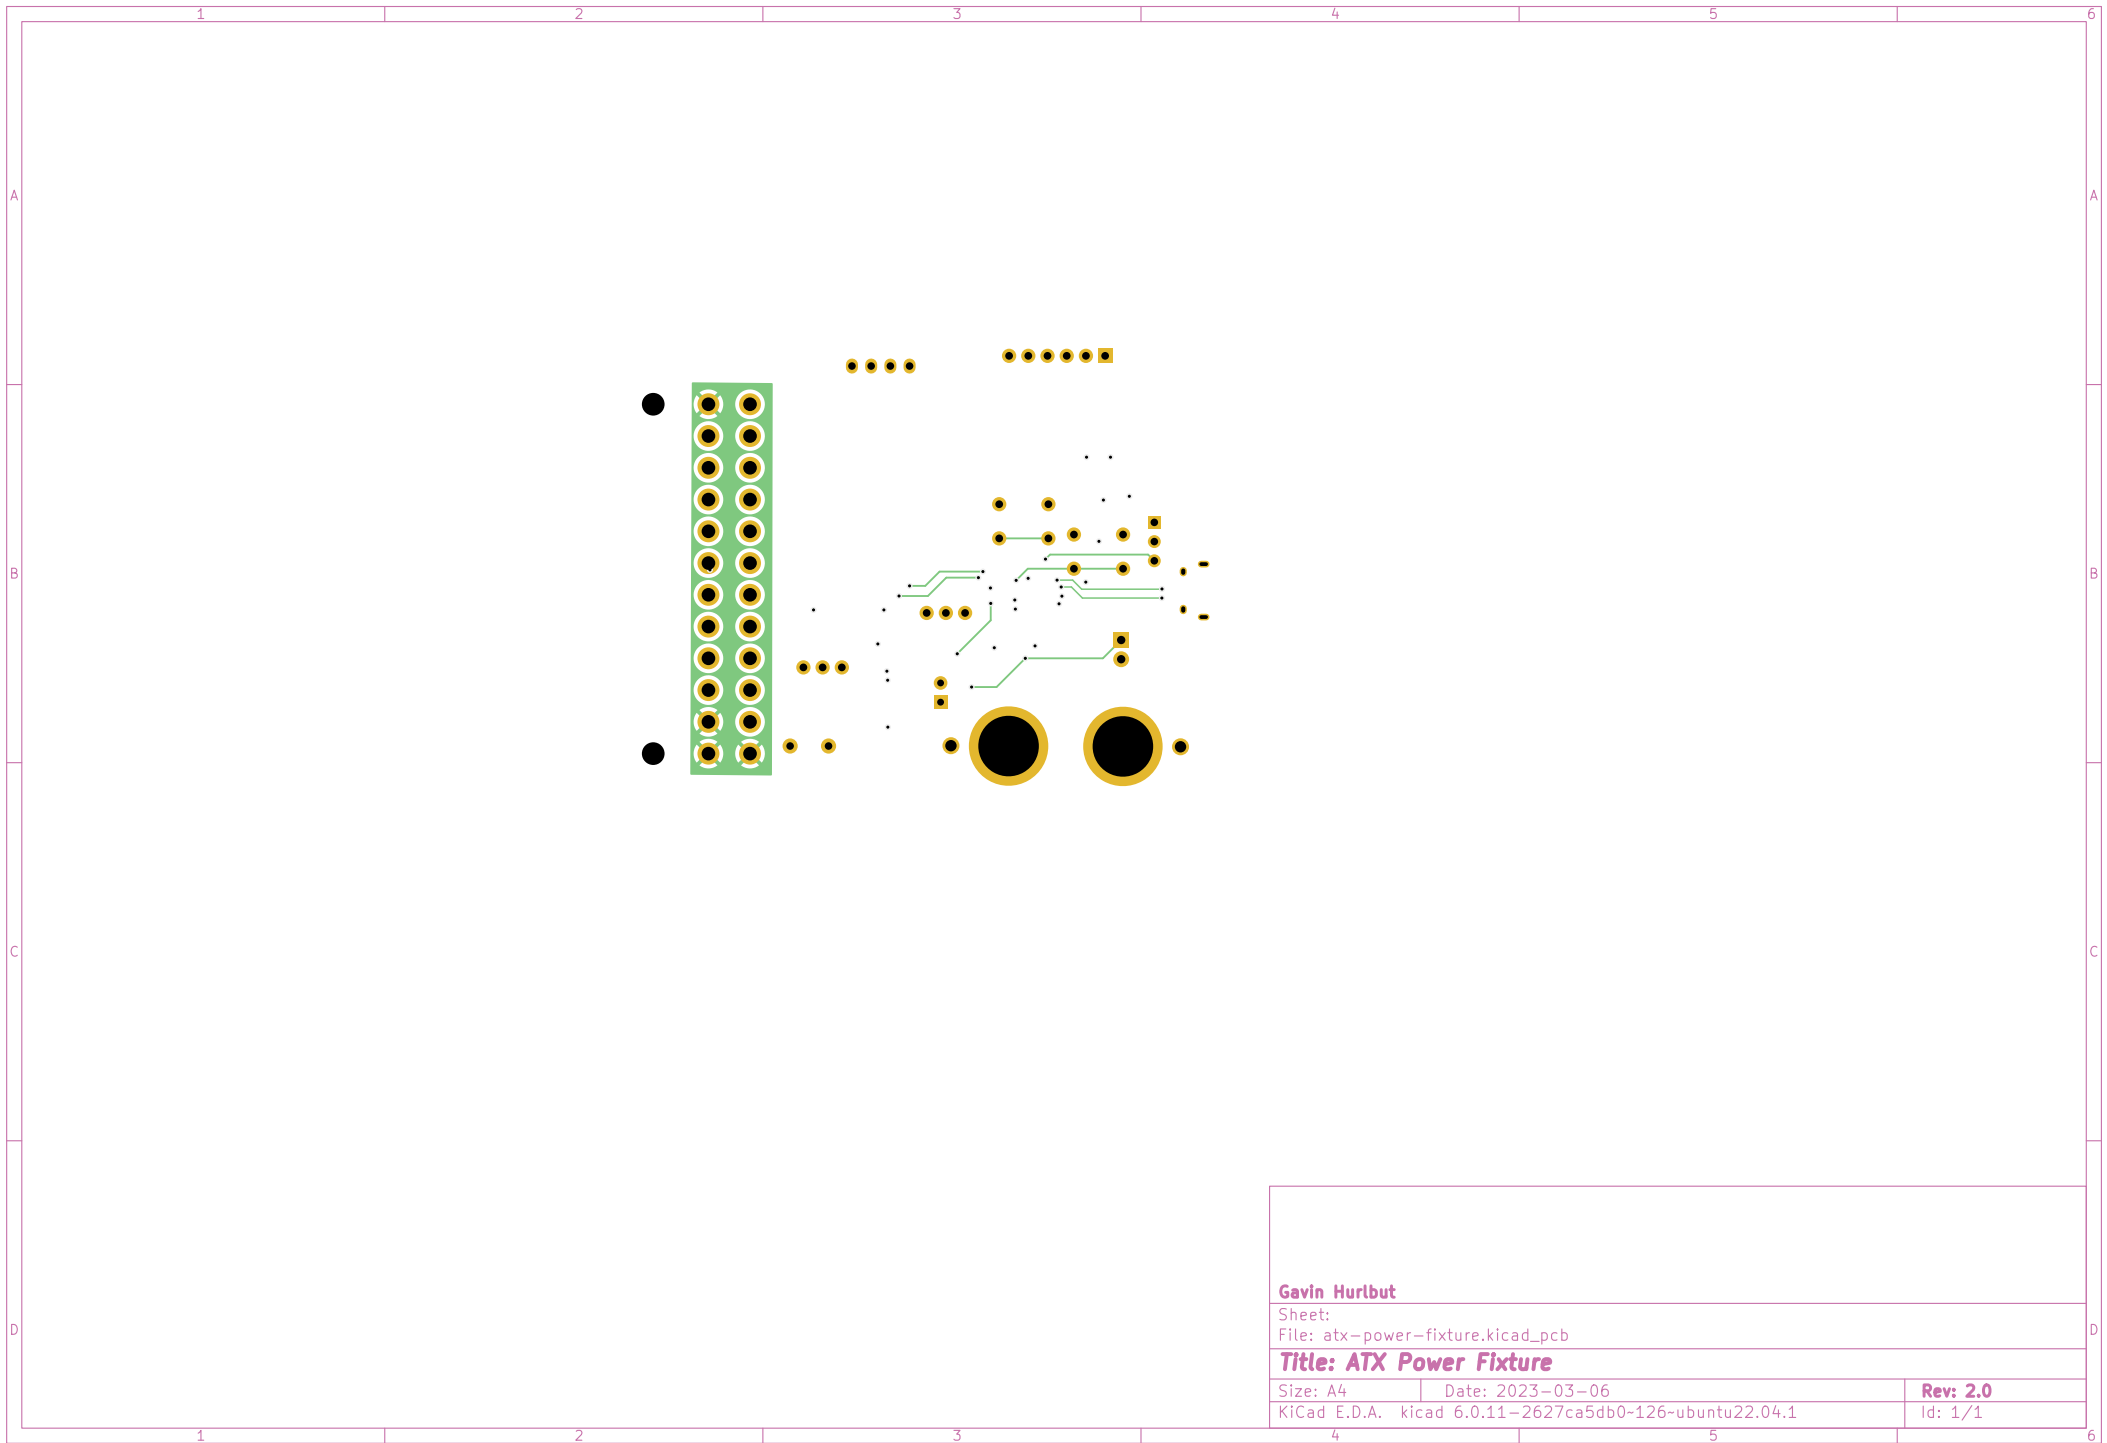 1 2 3 4 5 6
A A
B B
C C
Gavin Hurlbut
Sheet:
File: atx-power-fixture.kicad_pcb
D D
Title: ATX Power Fixture
Size: A4 Date: 2023-03-06 Rev: 2.0
KiCad E.D.A. kicad 6.0.11-2627ca5db0~126~ubuntu22.04.1 Id: 1/1
1 2 3 4 5 6